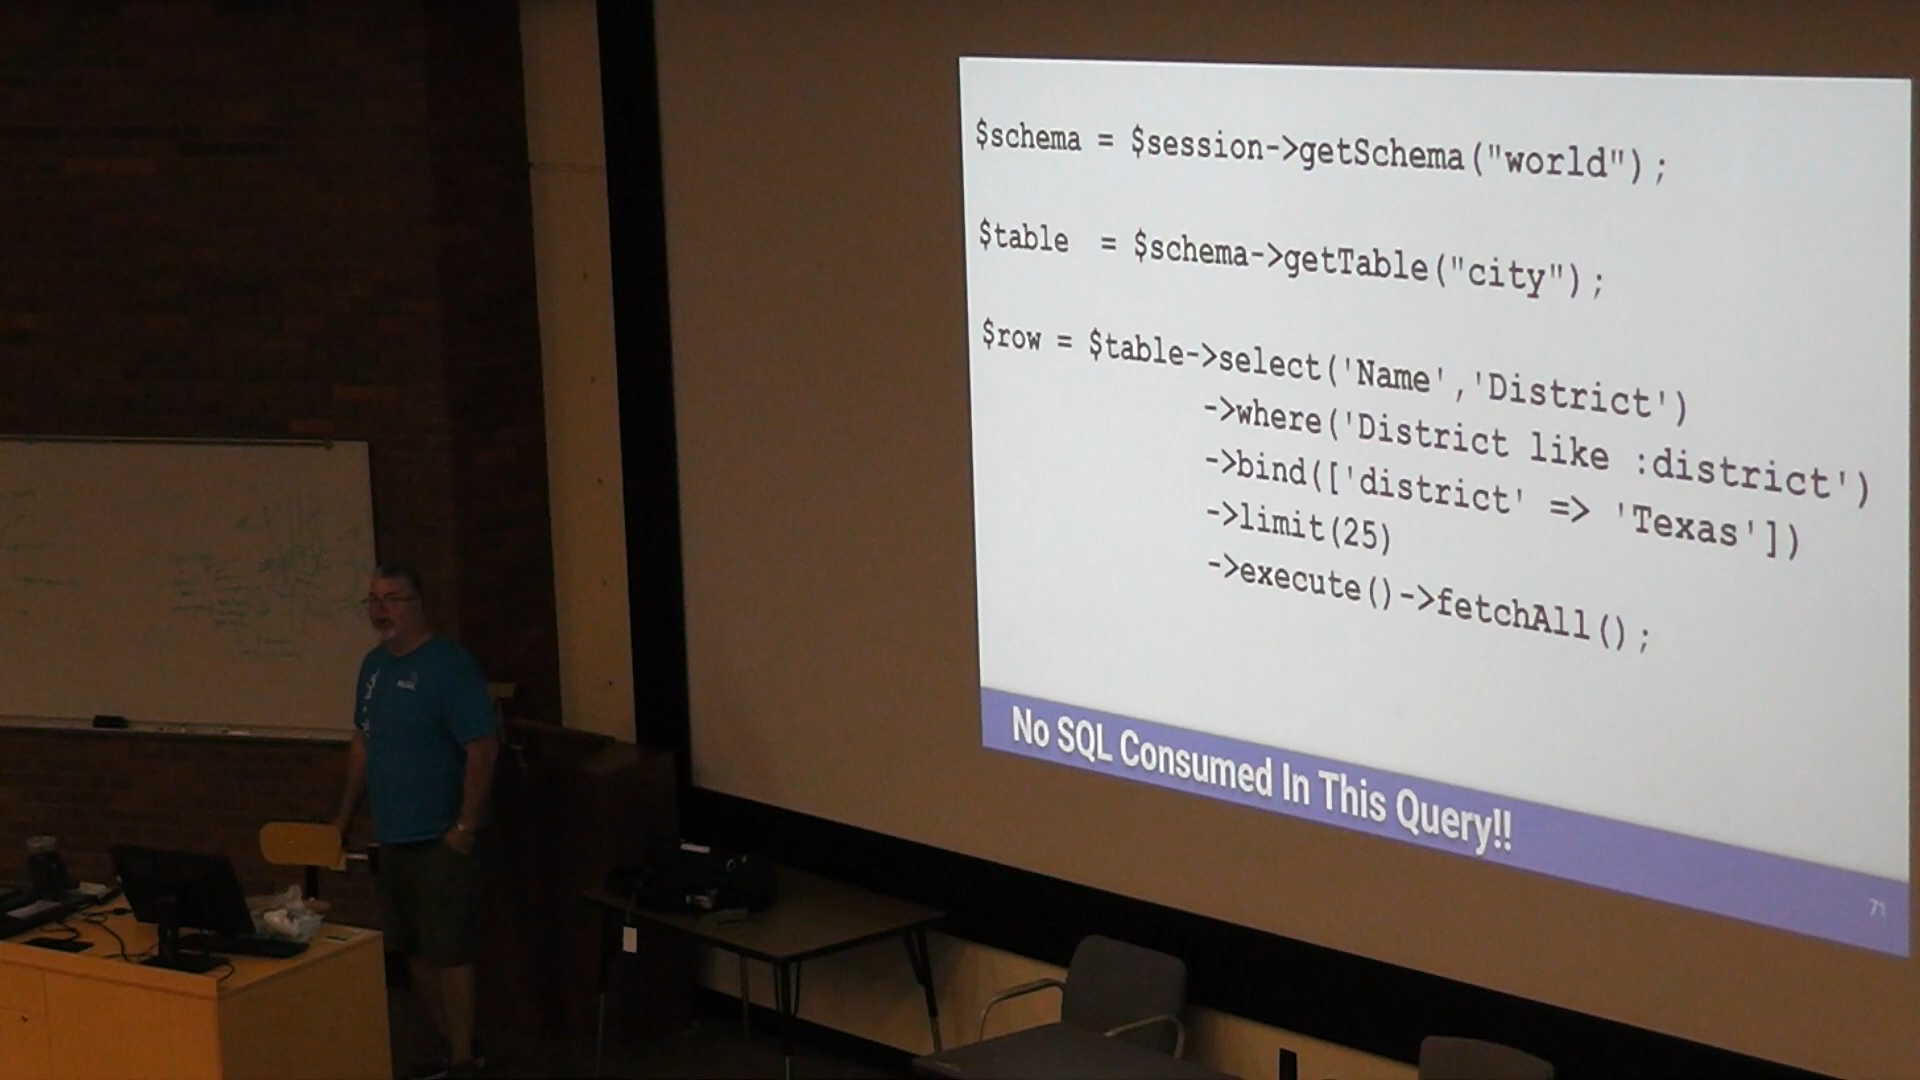 $schema = $session->getSchema("world");
$table = $schema->getTable("city");
$row = $table->select('Name','District')
->where('District like :district')
->bind(['district' => 'Texas'])
->limit(25)
->execute()->fetchAll();
No SQL Consumed In This Query!!
71